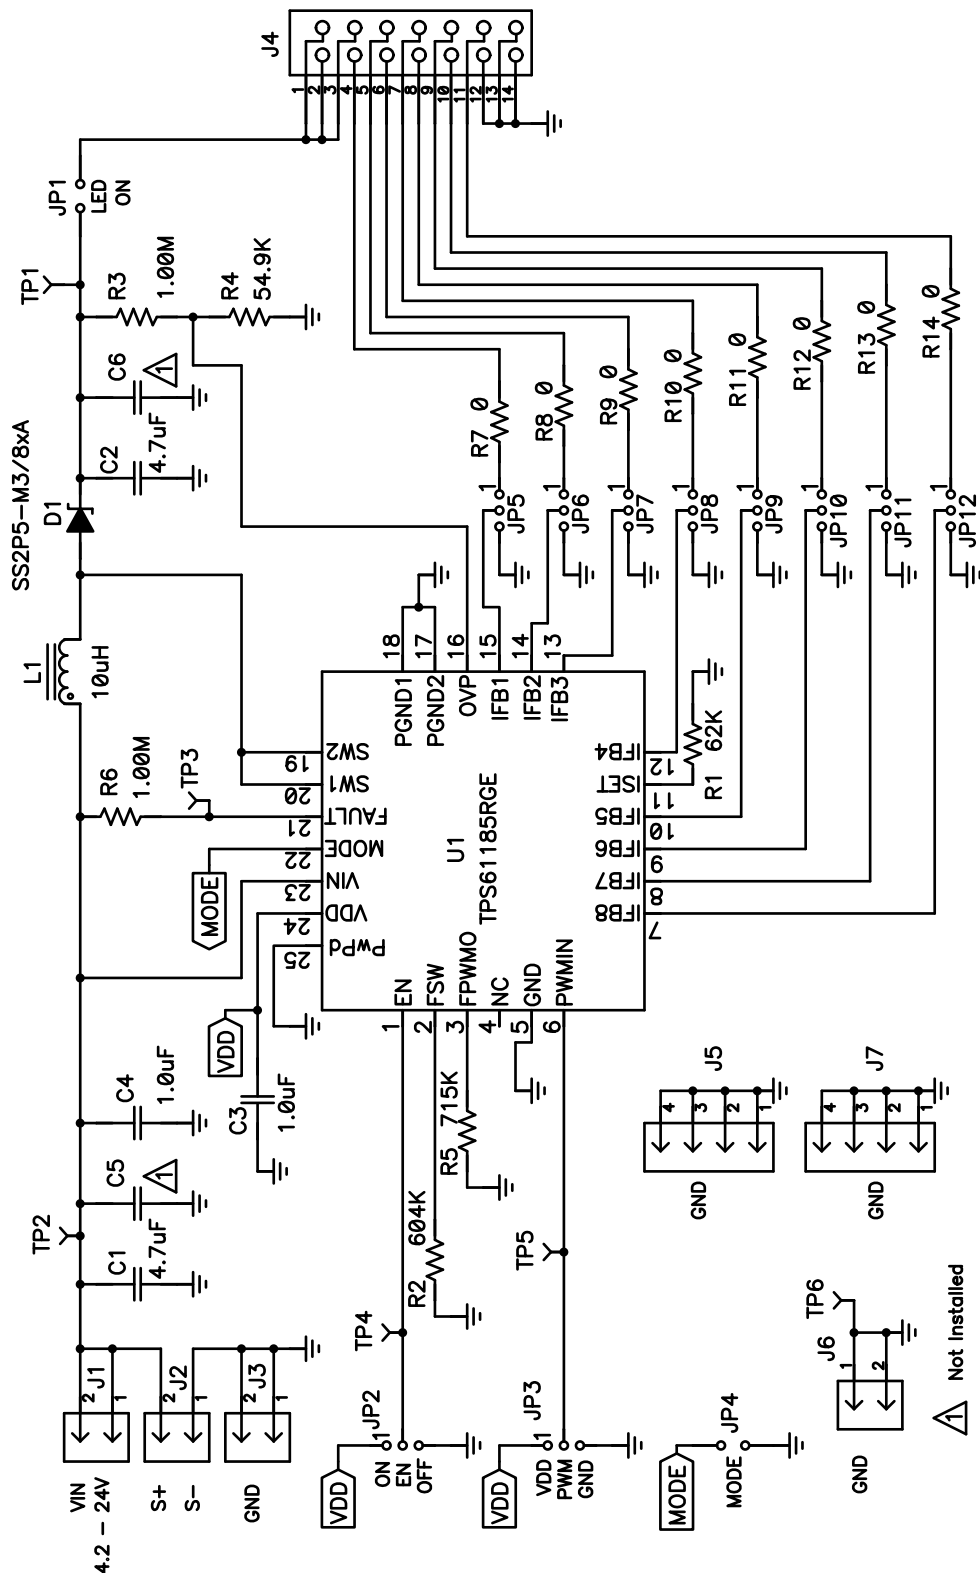 J4
1
2
3
4
5
6
7
8
9
10
11
12
13
14
JP1
LED
ON
TP1
R3
1.00M
R4
54.9K
C6
1
C2
4.7uF
SS2P5-M3/8xA
D1
L1
10uH
R6
1.00M
TP3
MODE
VDD
C3
1.0uF
C4
1.0uF
C5
1
TP2
C1
4.7uF
VIN
4.2 - 24V
2
1
J1
S+
S-
2
1
J2
GND
2
1
J3
R7 0
R8 0
R9 0
R10 0
R11 0
R12 0
R13 0
R14 0
1
JP5
1
JP6
1
JP7
1
JP8
1
JP9
1
JP10
1
JP11
1
JP12
U1
TPS61185RGE
18
PGND1
17
PGND2
16
OVP
15
IFB1
14
IFB2
13
IFB3
19
SW2
20
SW1
21
FAULT
22
MODE
23
VIN
24
VDD
25
PwPd
12
IFB4
11
ISET
10
IFB5
9
IFB6
8
IFB7
7
IFB8
1
EN
2
FSW
3
FPWMO
4
NC
5
GND
6
PWMIN
R1
62K
R5
715K
R2
604K
TP4
TP5
VDD
JP2
1
ON
EN
OFF
VDD
JP3
1
VDD
PWM
GND
MODE
JP4
MODE
J5
4
3
2
1
GND
J7
4
3
2
1
GND
TP6
J6
1
2
GND
1
Not Installed